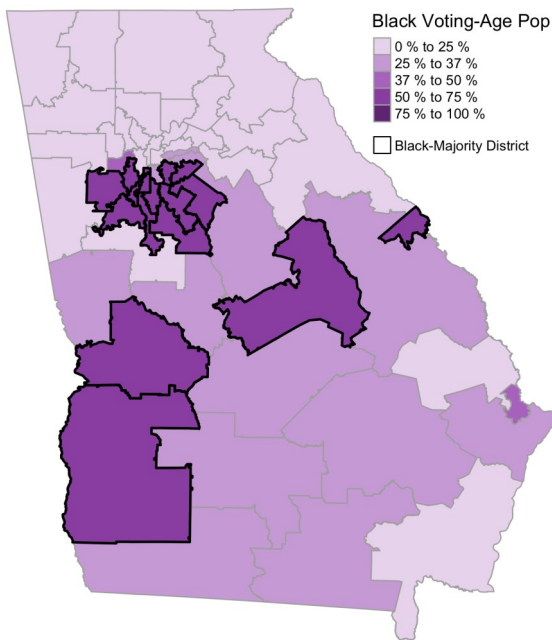 Black Voting-Age Pop
0 % to 25 %
25 % to 37 %
37 % to 50 %
50 % to 75 %
75 % to 100 %
Black-Majority District